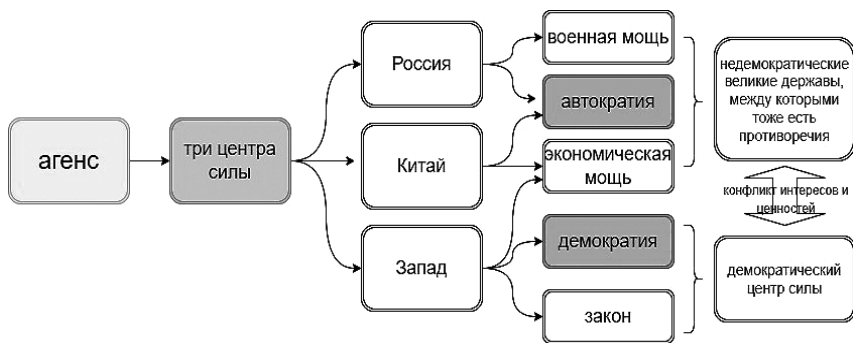 агенс
три центра
силы
Россия
Китай
Запад
военная мощь
автократия
экономическая
мощь
демократия
закон
недемократические
великие державы,
между которыми
тоже есть
противоречия
конфликт интересов и
ценностей
демократический
центр силы